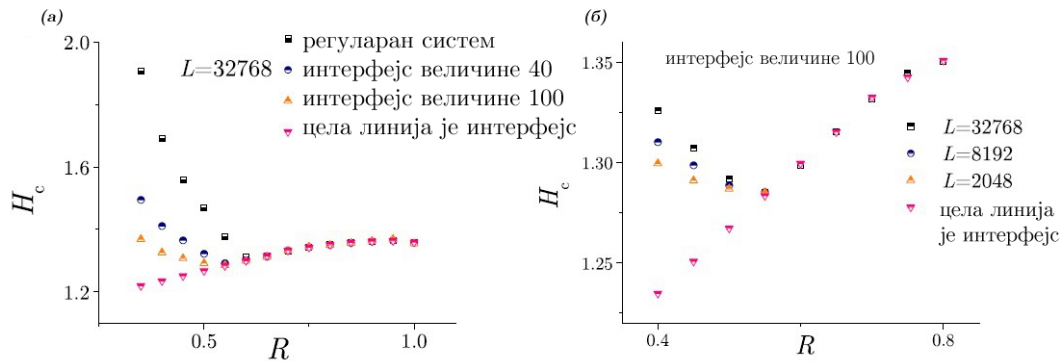 (а)
2.0
1.6
1.2
0.5
1.0
H_c
R
L=32768
регуларан систем
интерфејс величине 40
интерфејс величине 100
цела линија је интерфејс
(б)
интерфејс величине 100
1.35
1.30
1.25
0.4
0.8
H_c
R
L=32768
L=8192
L=2048
цела линија
је интерфејс